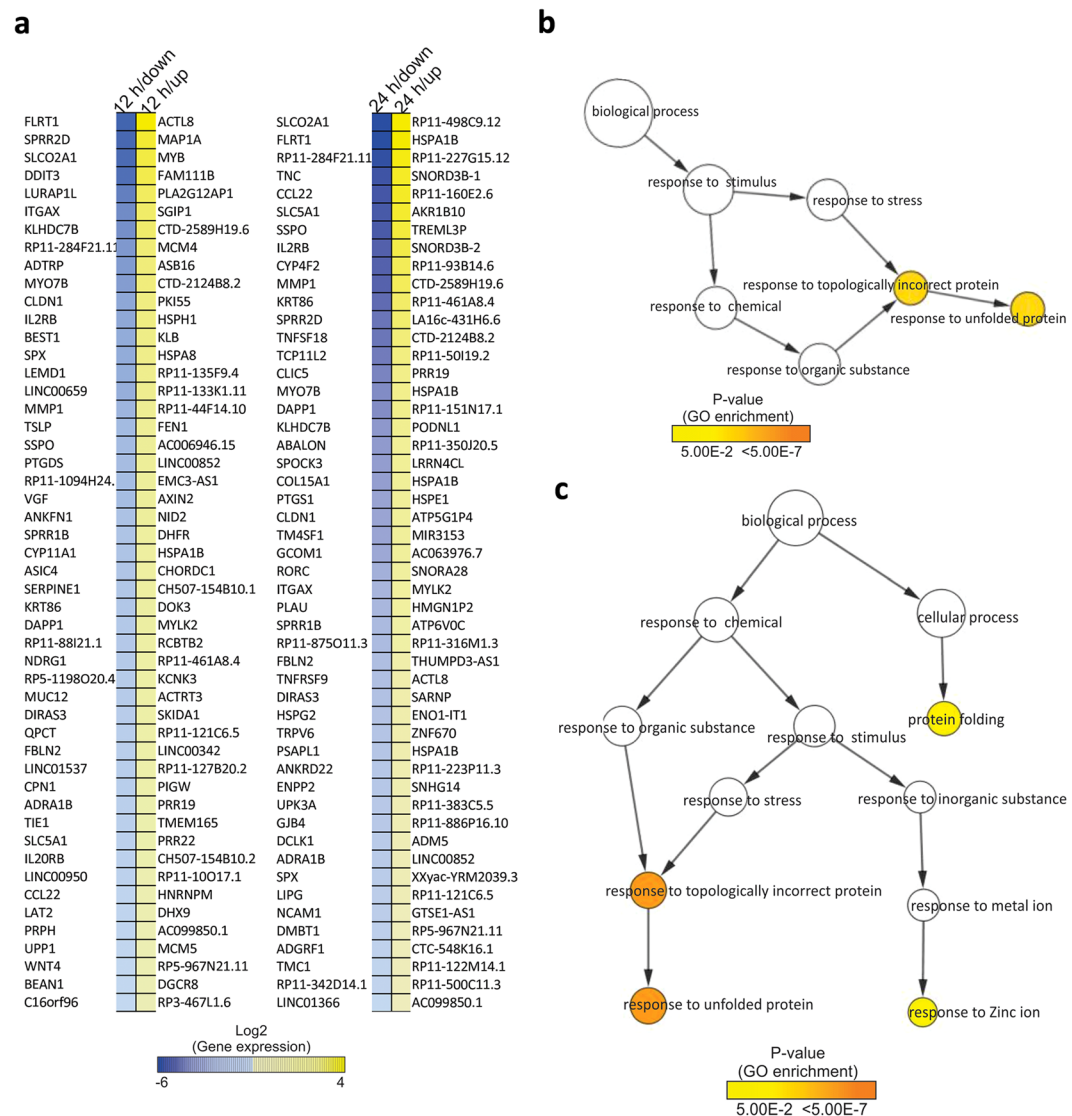 a
12 h/down
12 h/up
24 h/down
24 h/up
FLRT1 ACTL8 SLCO2A1 RP11-498C9.12
SPRR2D MAP1A FLRT1 HSPA1B
SLCO2A1 MYB RP11-284F21.11 RP11-227G15.12
DDIT3 FAM111B TNC SNORD3B-1
LURAP1L PLA2G12AP1 CCL22 RP11-160E2.6
ITGAX SGIP1 SLC5A1 AKR1B10
KLHDC7B CTD-2589H19.6 SSPO TREML3P
RP11-284F21.11 MCM4 IL2RB SNORD3B-2
ADTRP ASB16 CYP4F2 RP11-93B14.6
MYO7B CTD-2124B8.2 MMP1 CTD-2589H19.6
CLDN1 PKI55 KRT86 RP11-461A8.4
IL2RB HSPH1 SPRR2D LA16c-431H6.6
BEST1 KLB TNFSF18 CTD-2124B8.2
SPX HSPA8 TCP11L2 RP11-50I19.2
LEMD1 RP11-135F9.4 CLIC5 PRR19
LINC00659 RP11-133K1.11 MYO7B HSPA1B
MMP1 RP11-44F14.10 DAPP1 RP11-151N17.1
TSLP FEN1 KLHDC7B PODNL1
SSPO AC006946.15 ABALON RP11-350J20.5
PTGDS LINC00852 SPOCK3 LRRN4CL
RP11-1094H24. EMC3-AS1 COL15A1 HSPA1B
VGF AXIN2 PTGS1 HSPE1
ANKFN1 NID2 CLDN1 ATP5G1P4
SPRR1B DHFR TM4SF1 MIR3153
CYP11A1 HSPA1B GCOM1 AC063976.7
ASIC4 CHORDC1 RORC SNORA28
SERPINE1 CH507-154B10.1 ITGAX MYLK2
KRT86 DOK3 PLAU HMGN1P2
DAPP1 MYLK2 SPRR1B ATP6V0C
RP11-88I21.1 RCBTB2 RP11-875O11.3 RP11-316M1.3
NDRG1 RP11-461A8.4 FBLN2 THUMPD3-AS1
RP5-1198O20.4 KCNK3 TNFRSF9 ACTL8
MUC12 ACTRT3 DIRAS3 SARNP
DIRAS3 SKIDA1 HSPG2 ENO1-IT1
QPCT RP11-121C6.5 TRPV6 ZNF670
FBLN2 LINC00342 PSAPL1 HSPA1B
LINC01537 RP11-127B20.2 ANKRD22 RP11-223P11.3
CPN1 PIGW ENPP2 SNHG14
ADRA1B PRR19 UPK3A RP11-383C5.5
TIE1 TMEM165 GJB4 RP11-886P16.10
SLC5A1 PRR22 DCLK1 ADM5
IL20RB CH507-154B10.2 ADRA1B LINC00852
LINC00950 RP11-10O17.1 SPX XXyac-YRM2039.3
CCL22 HNRNPM LIPG RP11-121C6.5
LAT2 DHX9 NCAM1 GTSE1-AS1
PRPH AC099850.1 DMBT1 RP5-967N21.11
UPP1 MCM5 ADGRF1 CTC-548K16.1
WNT4 RP5-967N21.11 TMC1 RP11-122M14.1
BEAN1 DGCR8 RP11-342D14.1 RP11-500C11.3
C16orf96 RP3-467L1.6 LINC01366 AC099850.1
Log2
(Gene expression)
-6 4
b
biological process
response to stimulus
response to stress
response to topologically incorrect protein
response to chemical
response to unfolded protein
response to organic substance
P-value
(GO enrichment)
5.00E-2 <5.00E-7
c
biological process
response to chemical
cellular process
protein folding
response to organic substance
response to stimulus
response to stress
response to inorganic substance
response to topologically incorrect protein
response to metal ion
response to unfolded protein
response to Zinc ion
P-value
(GO enrichment)
5.00E-2 <5.00E-7